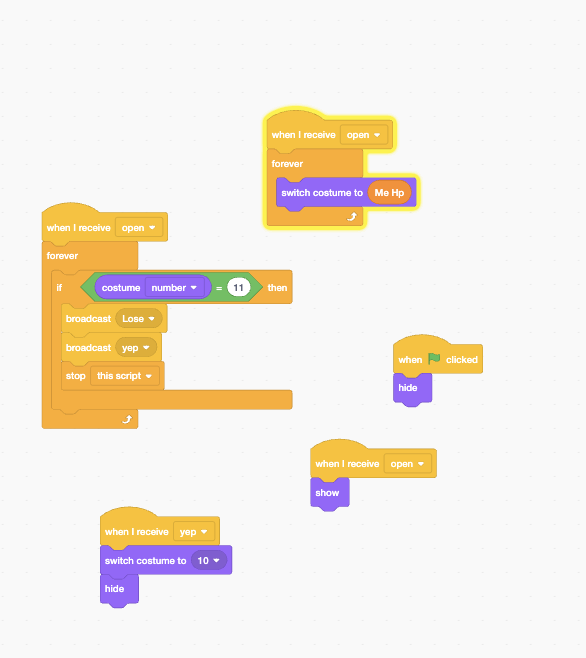 when I receive open
forever
switch costume to Me Hp
when I receive open
forever
if costume number = 11 then
broadcast Lose
broadcast yep
stop this script
when clicked
hide
when I receive open
show
when I receive yep
switch costume to 10
hide